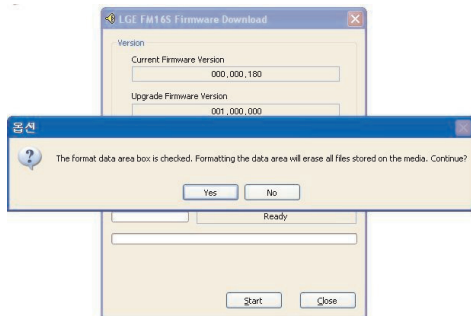 LGE FM16S Firmware Download
Version
Current Firmware Version
000,000,180
Upgrade Firmware Version
001,000,000
옵션
The format data area box is checked. Formatting the data area will erase all files stored on the media. Continue?
Yes
No
Ready
Start
Close